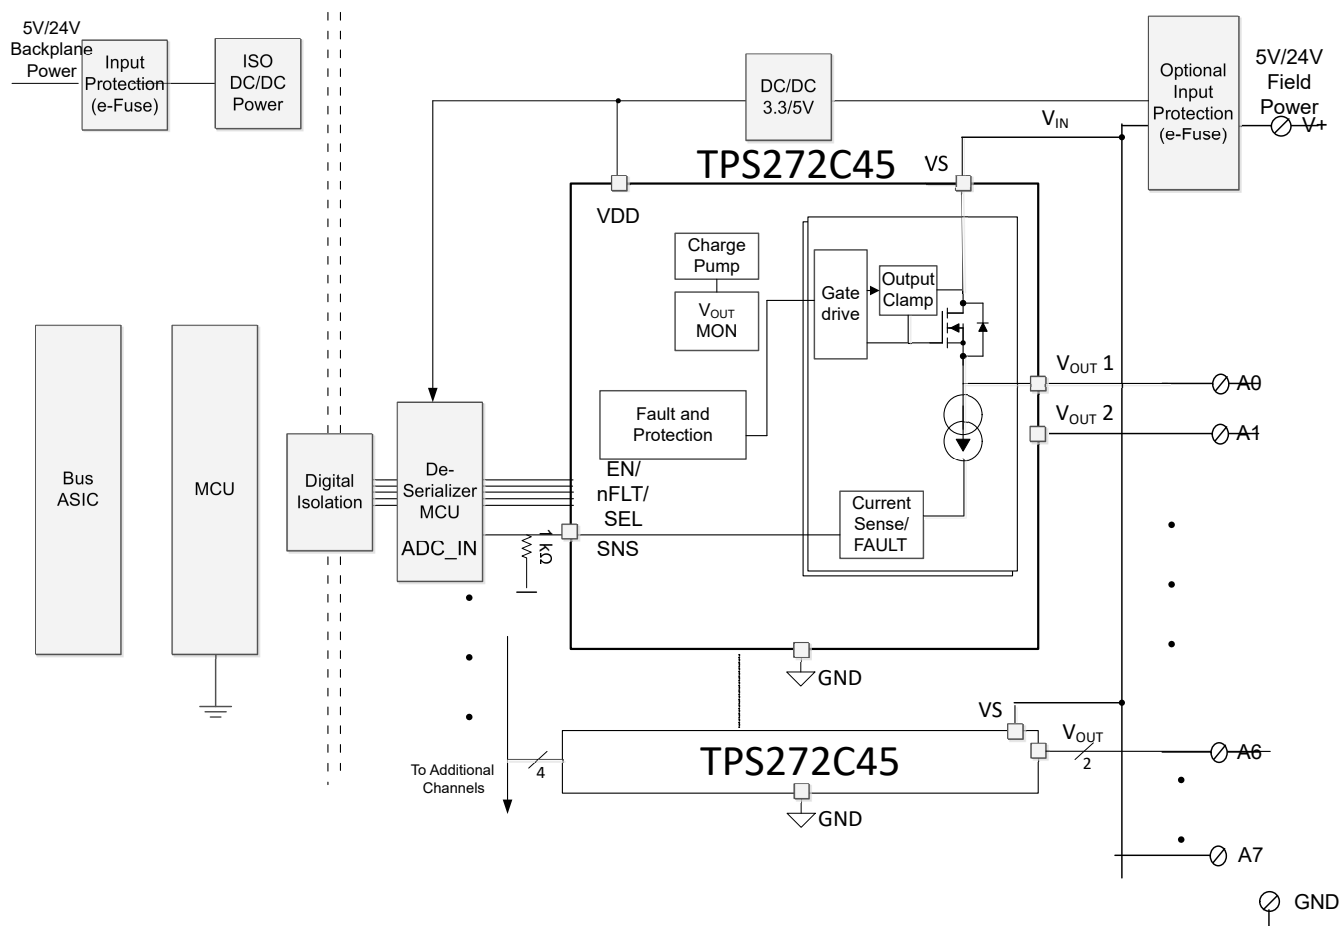 5V/24V
Backplane
Power
Input
Protection
(e-Fuse)
ISO
DC/DC
Power
DC/DC
3.3/5V
Optional
Input
Protection
(e-Fuse)
5V/24V
Field
Power
V+
VIN
TPS272C45
VS
VDD
Charge
Pump
VOUT
MON
Gate
drive
Output
Clamp
Fault and
Protection
VOUT 1
A0
VOUT 2
A1
Bus
ASIC
MCU
Digital
Isolation
De-
Serializer
MCU
ADC_IN
1 kΩ
EN/
nFLT/
SEL
SNS
Current
Sense/
FAULT
GND
VS
VOUT
2
A6
To Additional
Channels
4
TPS272C45
GND
A7
GND